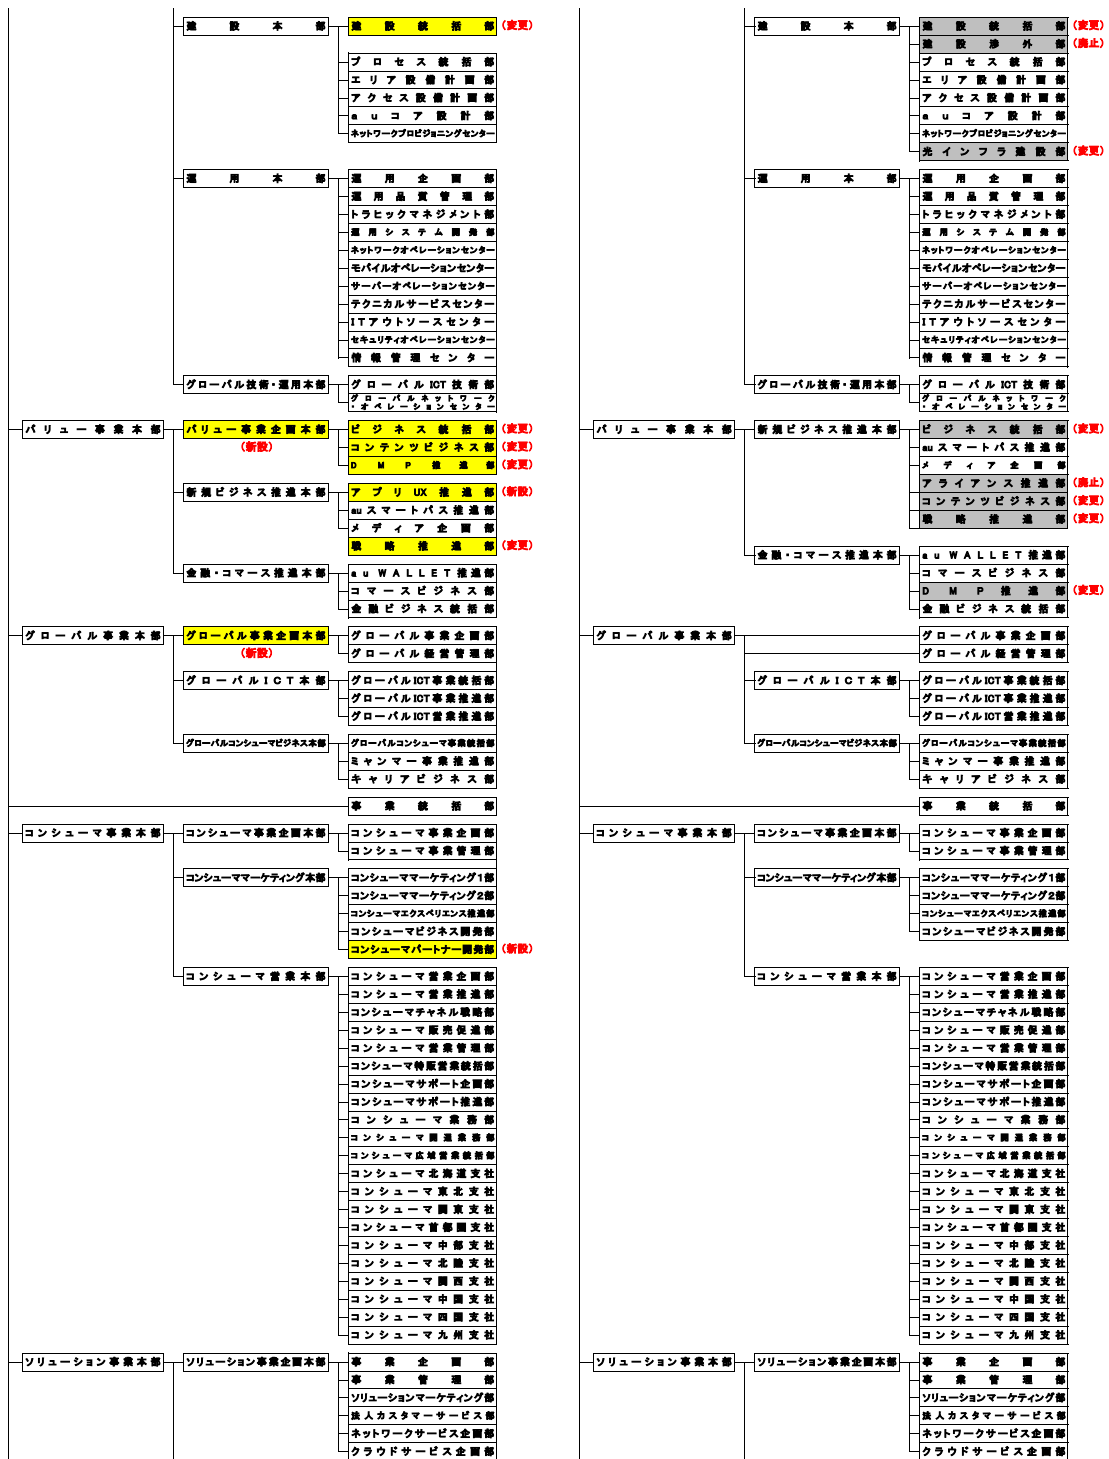 建設本部 建設統括部 (変更)
プロセス統括部
エリア設備計画部
アクセス設備計画部
auコア設計部
ネットワークプロビジョニングセンター
運用本部 運用企画部
運用品質管理部
トラヒックマネジメント部
運用システム開発部
ネットワークオペレーションセンター
モバイルオペレーションセンター
サーバーオペレーションセンター
テクニカルサービスセンター
ITアウトソースセンター
セキュリティオペレーションセンター
情報管理センター
グローバル技術・運用本部 グローバルICT技術部
グローバルネットワーク
・オペレーションセンター
バリュー事業本部 バリュー事業企画本部 ビジネス統括部 (変更)
(新設) コンテンツビジネス部 (変更)
DMP推進部 (変更)
新規ビジネス推進本部 アプリUX推進部 (新設)
auスマートパス推進部
メディア企画部
戦略推進部 (変更)
金融・コマース推進本部 au WALLET推進部
コマースビジネス部
金融ビジネス統括部
グローバル事業本部 グローバル事業企画本部 グローバル事業企画部
(新設) グローバル経営管理部
グローバルICT本部 グローバルICT事業統括部
グローバルICT事業推進部
グローバルICT営業推進部
グローバルコンシューマビジネス本部 グローバルコンシューマ事業統括部
ミャンマー事業推進部
キャリアビジネス部
事業統括部
コンシューマ事業本部 コンシューマ事業企画本部 コンシューマ事業企画部
コンシューマ事業管理部
コンシューママーケティング本部 コンシューママーケティング1部
コンシューママーケティング2部
コンシューマエクスペリエンス推進部
コンシューマビジネス開発部
コンシューマパートナー開発部 (新設)
コンシューマ営業本部 コンシューマ営業企画部
コンシューマ営業推進部
コンシューマチャネル戦略部
コンシューマ販売促進部
コンシューマ営業管理部
コンシューマ特販営業統括部
コンシューマサポート企画部
コンシューマサポート推進部
コンシューマ業務部
コンシューマ開通業務部
コンシューマ広域営業統括部
コンシューマ北海道支社
コンシューマ東北支社
コンシューマ関東支社
コンシューマ首都圏支社
コンシューマ中部支社
コンシューマ北陸支社
コンシューマ関西支社
コンシューマ中国支社
コンシューマ四国支社
コンシューマ九州支社
ソリューション事業本部 ソリューション事業企画本部 事業企画部
事業管理部
ソリューションマーケティング部
法人カスタマーサービス部
ネットワークサービス企画部
クラウドサービス企画部
建設本部 建設統括部 (変更)
建設渉外部 (廃止)
プロセス統括部
エリア設備計画部
アクセス設備計画部
auコア設計部
ネットワークプロビジョニングセンター
光インフラ建設部 (変更)
運用本部 運用企画部
運用品質管理部
トラヒックマネジメント部
運用システム開発部
ネットワークオペレーションセンター
モバイルオペレーションセンター
サーバーオペレーションセンター
テクニカルサービスセンター
ITアウトソースセンター
セキュリティオペレーションセンター
情報管理センター
グローバル技術・運用本部 グローバルICT技術部
グローバルネットワーク
・オペレーションセンター
バリュー事業本部 新規ビジネス推進本部 ビジネス統括部 (変更)
auスマートパス推進部
メディア企画部
アライアンス推進部 (廃止)
コンテンツビジネス部 (変更)
戦略推進部 (変更)
金融・コマース推進本部 au WALLET推進部
コマースビジネス部
DMP推進部 (変更)
金融ビジネス統括部
グローバル事業本部 グローバル事業企画部
グローバル経営管理部
グローバルICT本部 グローバルICT事業統括部
グローバルICT事業推進部
グローバルICT営業推進部
グローバルコンシューマビジネス本部 グローバルコンシューマ事業統括部
ミャンマー事業推進部
キャリアビジネス部
事業統括部
コンシューマ事業本部 コンシューマ事業企画本部 コンシューマ事業企画部
コンシューマ事業管理部
コンシューママーケティング本部 コンシューママーケティング1部
コンシューママーケティング2部
コンシューマエクスペリエンス推進部
コンシューマビジネス開発部
コンシューマ営業本部 コンシューマ営業企画部
コンシューマ営業推進部
コンシューマチャネル戦略部
コンシューマ販売促進部
コンシューマ営業管理部
コンシューマ特販営業統括部
コンシューマサポート企画部
コンシューマサポート推進部
コンシューマ業務部
コンシューマ開通業務部
コンシューマ広域営業統括部
コンシューマ北海道支社
コンシューマ東北支社
コンシューマ関東支社
コンシューマ首都圏支社
コンシューマ中部支社
コンシューマ北陸支社
コンシューマ関西支社
コンシューマ中国支社
コンシューマ四国支社
コンシューマ九州支社
ソリューション事業本部 ソリューション事業企画本部 事業企画部
事業管理部
ソリューションマーケティング部
法人カスタマーサービス部
ネットワークサービス企画部
クラウドサービス企画部